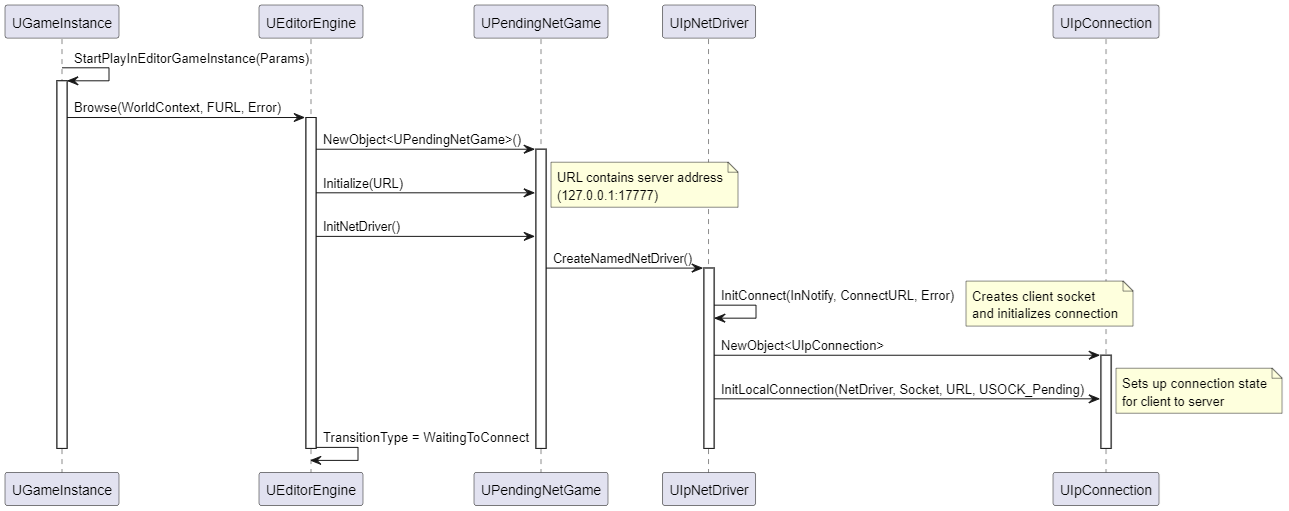 UGameInstance
UEditorEngine
UPendingNetGame
UIpNetDriver
UIpConnection
StartPlayInEditorGameInstance(Params)
Browse(WorldContext, FURL, Error)
NewObject<UPendingNetGame>()
URL contains server address
(127.0.0.1:17777)
Initialize(URL)
InitNetDriver()
CreateNamedNetDriver()
InitConnect(InNotify, ConnectURL, Error)
Creates client socket
and initializes connection
NewObject<UIpConnection>
InitLocalConnection(NetDriver, Socket, URL, USOCK_Pending)
Sets up connection state
for client to server
TransitionType = WaitingToConnect
UGameInstance
UEditorEngine
UPendingNetGame
UIpNetDriver
UIpConnection